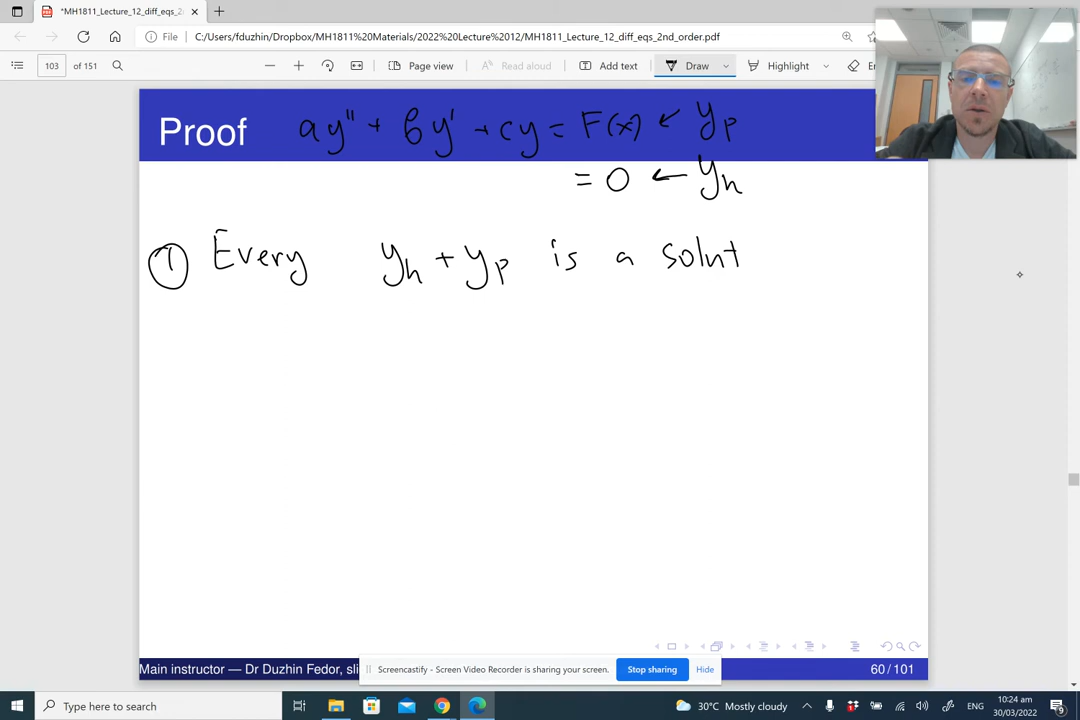 *MH1811_Lecture_12_diff_eqs_2nd
File C:/Users/fduzhin/Dropbox/MH1811%20Materials/2022%20Lecture%2012/MH1811_Lecture_12_diff_eqs_2nd_order.pdf
103 of 151 Page view Read aloud Add text Draw Highlight
Proof ay'' + by' + cy = F(x) ← yp
= 0 ← yh
① Every yh + yp is a solut
Main instructor — Dr Duzhin Fedor,
60/101
Screencastify - Screen Video Recorder is sharing your screen. Stop sharing Hide
Type here to search
30°C Mostly cloudy
ENG
10:24 am
30/03/2022